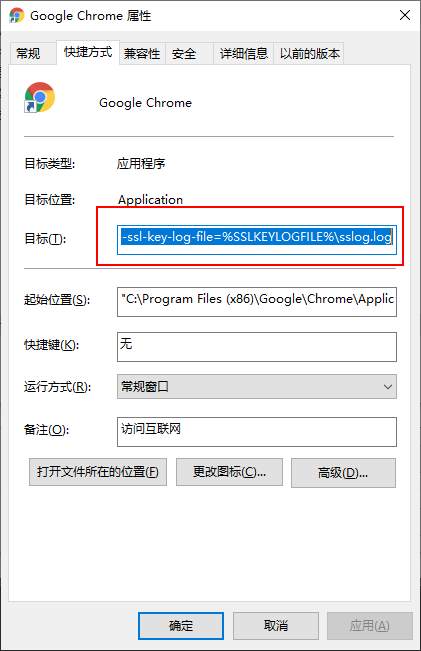 Google Chrome 属性
常规 快捷方式 兼容性 安全 详细信息 以前的版本
Google Chrome
目标类型: 应用程序
目标位置: Application
目标(T): -ssl-key-log-file=%SSLKEYLOGFILE%\sslog.log
起始位置(S): "C:\Program Files (x86)\Google\Chrome\Applic
快捷键(K): 无
运行方式(R): 常规窗口
备注(O): 访问互联网
打开文件所在的位置(F) 更改图标(C)... 高级(D)...
确定 取消 应用(A)